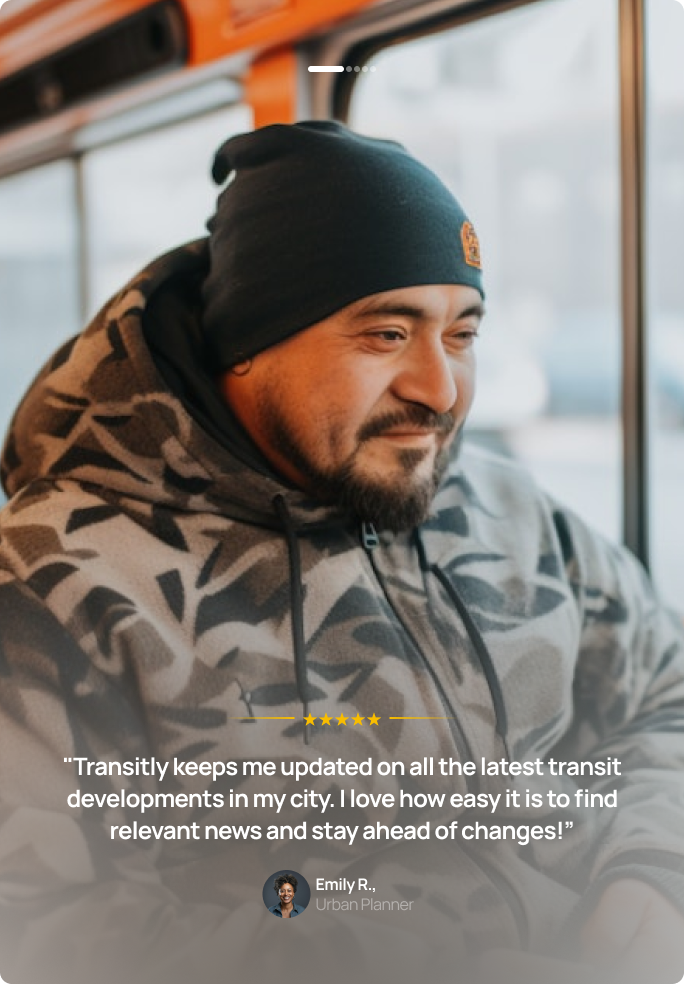 "Transitly keeps me updated on all the latest transit
developments in my city. I love how easy it is to find
relevant news and stay ahead of changes!”
Emily R.,
Urban Planner